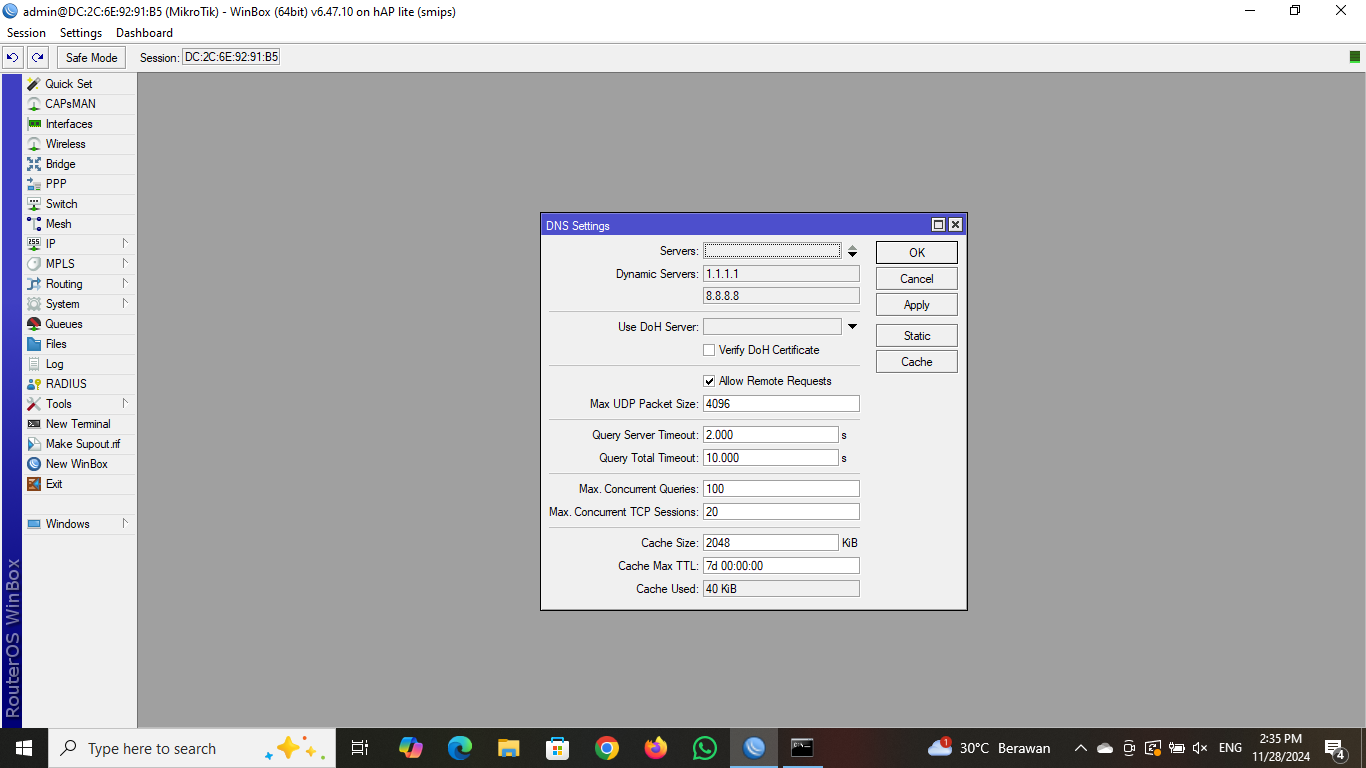 admin@DC:2C:6E:92:91:B5 (MikroTik) - WinBox (64bit) v6.47.10 on hAP lite (smips)
Session Settings Dashboard
Safe Mode Session: DC:2C:6E:92:91:B5
Quick Set
CAPsMAN
Interfaces
Wireless
Bridge
PPP
Switch
Mesh
255 IP
MPLS
Routing
System
Queues
Files
Log
RADIUS
Tools
New Terminal
Make Supout.rif
New WinBox
Exit
Windows
RouterOS WinBox
DNS Settings
Servers:
Dynamic Servers: 1.1.1.1
8.8.8.8
Use DoH Server:
Verify DoH Certificate
Allow Remote Requests
Max UDP Packet Size: 4096
Query Server Timeout: 2.000 s
Query Total Timeout: 10.000 s
Max. Concurrent Queries: 100
Max. Concurrent TCP Sessions: 20
Cache Size: 2048 KiB
Cache Max TTL: 7d 00:00:00
Cache Used: 40 KiB
OK
Cancel
Apply
Static
Cache
Type here to search
1
30°C Berawan
ENG
2:35 PM
11/28/2024
4